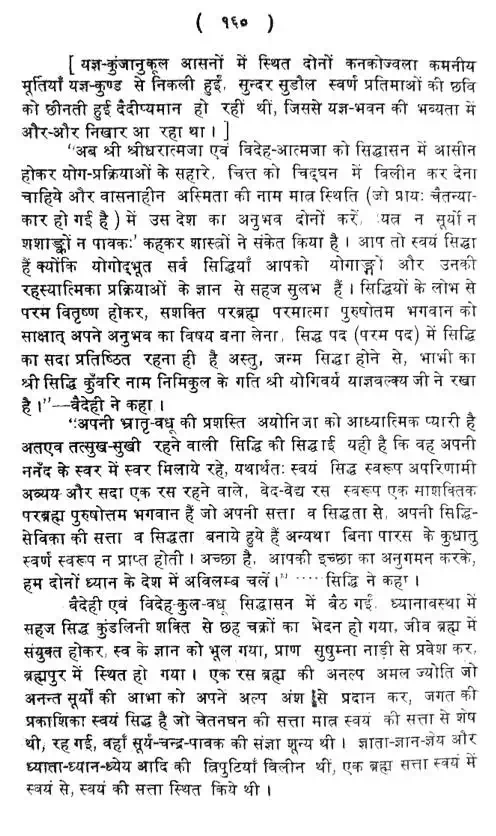 ( १६० )
[ यज्ञ-कुंजानुकूल आसनों में स्थित दोनों कनकोज्वला कमनीय
मूर्तियाँ यज्ञ-कुण्ड से निकली हुईं, सुन्दर सुडौल स्वर्ण प्रतिमाओं की छवि
को छीनती हुई दैदीप्यमान हो रहीं थीं, जिससे यज्ञ-भवन की भव्यता में
और-और निखार आ रहा था । ]
"अब श्री श्रीधरात्मजा एवं विदेह-आत्मजा को सिद्धासन में आसीन
होकर योग-प्रक्रियाओं के सहारे, चित्त को चिद्घन में विलीन कर देना
चाहिये और वासनाहीन अस्मिता की नाम मात्र स्थिति (जो प्रायः चैतन्या-
कार हो गई है) में उस देश का अनुभव दोनों करें, 'यत्र न सूर्यो न
शशाङ्को न पावकः' कहकर शास्त्रों ने संकेत किया है । आप तो स्वयं सिद्धा
हैं क्योंकि योगोद्भूत सर्व सिद्धियाँ आपको योगाङ्गो और उनकी
रहस्यात्मिका प्रक्रियाओं के ज्ञान से सहज सुलभ हैं । सिद्धियों के लोभ से
परम वितृष्ण होकर, सशक्ति परब्रह्म परमात्मा पुरुषोतम भगवान को
साक्षात् अपने अनुभव का विषय बना लेना, सिद्ध पद (परम पद) में सिद्धि
का सदा प्रतिष्ठित रहना ही है अस्तु, जन्म सिद्धा होने से, भाभी का
श्री सिद्धि कुँवरि नाम निमिकुल के गति श्री योगिवर्य याज्ञवल्क्य जी ने रखा
है ।"—वैदेही ने कहा ।
"अपनी भ्रातृ-वधू की प्रशस्ति अयोनिजा को आध्यात्मिक प्यारी है
अतएव तत्सुख-सुखी रहने वाली सिद्धि की सिद्धाई यही है कि वह अपनी
ननँद के स्वर में स्वर मिलाये रहे, यथार्थतः स्वयं सिद्ध स्वरूप अपरिणामी
अव्यय और सदा एक रस रहने वाले, वेद-वेद्य रस स्वरूप एक माशक्तिक
परब्रह्म पुरुषोत्तम भगवान हैं जो अपनी सत्ता व सिद्धता से, अपनी सिद्धि-
सेविका की सत्ता व सिद्धता बनाये हुये हैं अन्यथा बिना पारस के कुधातु
स्वर्ण स्वरूप न प्राप्त होती । अच्छा है, आपकी इच्छा का अनुगमन करके,
हम दोनों ध्यान के देश में अविलम्ब चलें ।" ····· सिद्धि ने कहा ।
वैदेही एवं विदेह-कुल-वधू सिद्धासन में बैठ गईं, ध्यानावस्था में
सहज सिद्ध कुंडलिनी शक्ति से छह चक्रों का भेदन हो गया, जीव ब्रह्म में
संयुक्त होकर, स्व के ज्ञान को भूल गया, प्राण सुषुम्ना नाड़ी से प्रवेश कर,
ब्रह्मपुर में स्थित हो गया । एक रस ब्रह्म की अनल्प अमल ज्योति जो
अनन्त सूर्यों की आभा को अपने अल्प अंश से प्रदान कर, जगत की
प्रकाशिका स्वयं सिद्ध है जो चेतनघन की सत्ता मात्र स्वयं की सत्ता से शेष
थी, रह गई, वहाँ सूर्य-चन्द्र-पावक की संज्ञा शून्य थी । ज्ञाता-ज्ञान-ज्ञेय और
ध्याता-ध्यान-ध्येय आदि की त्रिपुटियाँ विलीन थीं, एक ब्रह्म सत्ता स्वयं में
स्वयं से, स्वयं की सत्ता स्थित किये थी ।